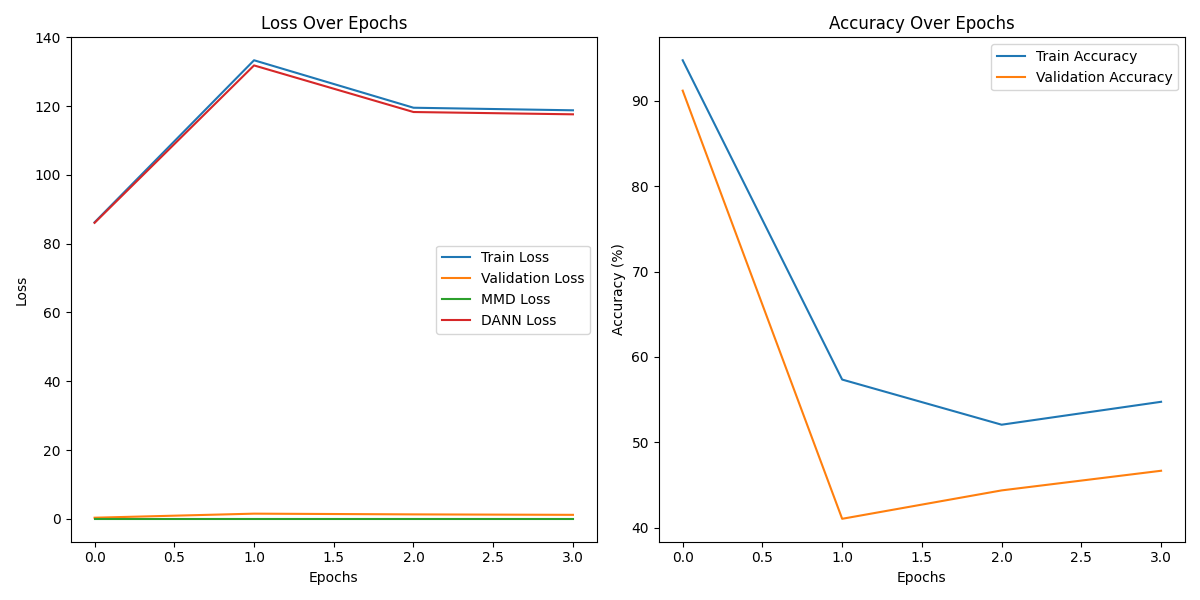 Loss Over Epochs
140
120
100
80
60
40
20
0
Loss
0.0 0.5 1.0 1.5 2.0 2.5 3.0
Epochs
Train Loss
Validation Loss
MMD Loss
DANN Loss
Accuracy Over Epochs
90
80
70
60
50
40
Accuracy (%)
0.0 0.5 1.0 1.5 2.0 2.5 3.0
Epochs
Train Accuracy
Validation Accuracy